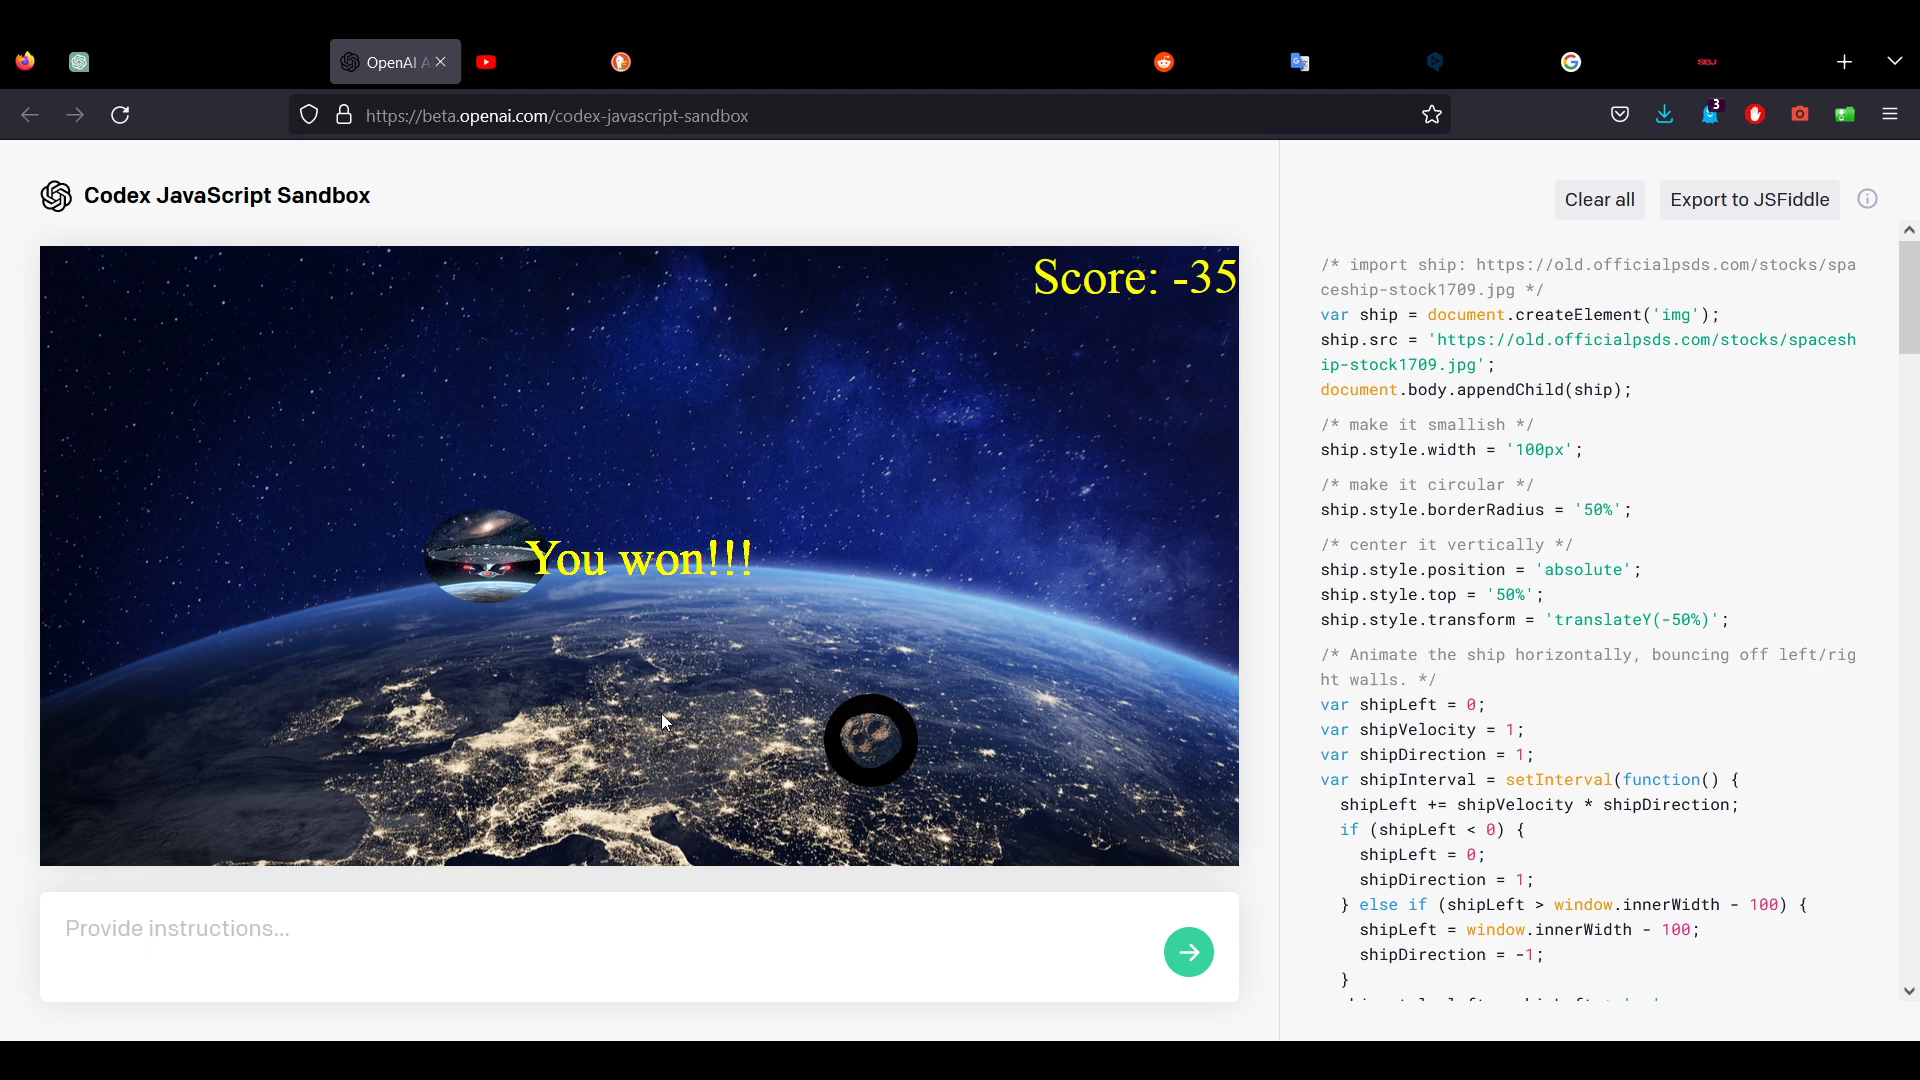 OpenAI A
SBJ
https://beta.openai.com/codex-javascript-sandbox
3
Codex JavaScript Sandbox
Clear all
Export to JSFiddle
Score: -35
You won!!!
Provide instructions...
/* import ship: https://old.officialpsds.com/stocks/spa
ceship-stock1709.jpg */
var ship = document.createElement('img');
ship.src = 'https://old.officialpsds.com/stocks/spacesh
ip-stock1709.jpg';
document.body.appendChild(ship);
/* make it smallish */
ship.style.width = '100px';
/* make it circular */
ship.style.borderRadius = '50%';
/* center it vertically */
ship.style.position = 'absolute';
ship.style.top = '50%';
ship.style.transform = 'translateY(-50%)';
/* Animate the ship horizontally, bouncing off left/rig
ht walls. */
var shipLeft = 0;
var shipVelocity = 1;
var shipDirection = 1;
var shipInterval = setInterval(function() {
shipLeft += shipVelocity * shipDirection;
if (shipLeft < 0) {
shipLeft = 0;
shipDirection = 1;
} else if (shipLeft > window.innerWidth - 100) {
shipLeft = window.innerWidth - 100;
shipDirection = -1;
}